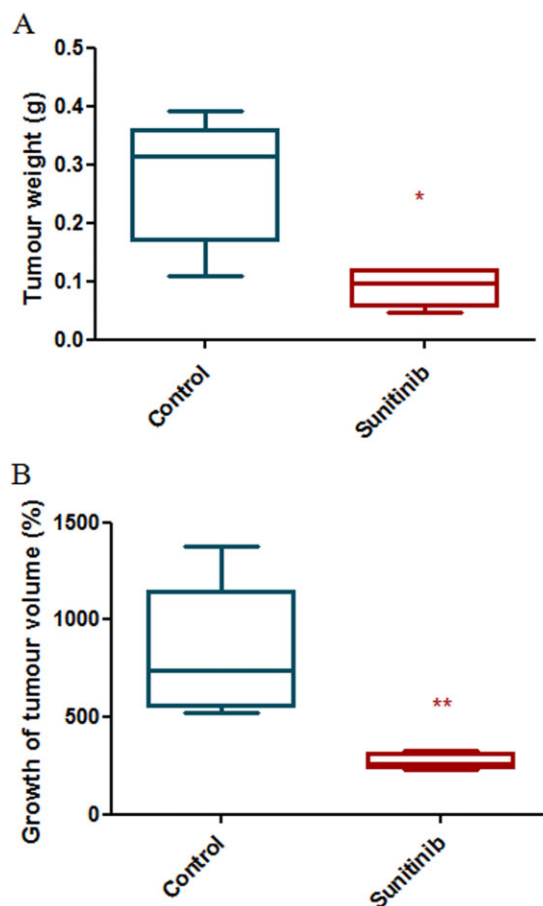 A
Tumour weight (g)
0.5
0.4
0.3
0.2
0.1
0.0
*
Control
Sunitinib
B
Growth of tumour volume (%)
1500
1000
500
0
**
Control
Sunitinib